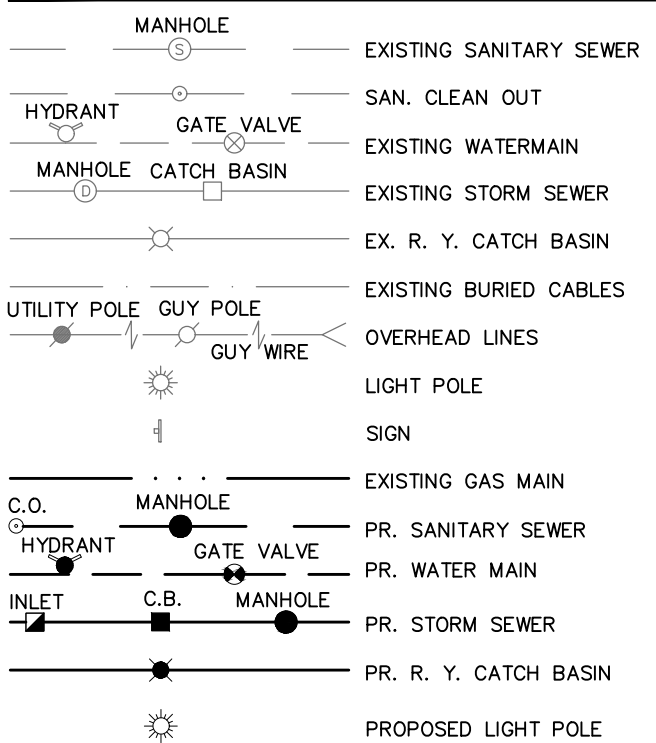 MANHOLE
S EXISTING SANITARY SEWER
SAN. CLEAN OUT
HYDRANT GATE VALVE
EXISTING WATERMAIN
MANHOLE CATCH BASIN
D EXISTING STORM SEWER
EX. R. Y. CATCH BASIN
EXISTING BURIED CABLES
UTILITY POLE GUY POLE
OVERHEAD LINES
GUY WIRE
LIGHT POLE
SIGN
EXISTING GAS MAIN
C.O. MANHOLE
PR. SANITARY SEWER
HYDRANT GATE VALVE
PR. WATER MAIN
INLET C.B. MANHOLE
PR. STORM SEWER
PR. R. Y. CATCH BASIN
PROPOSED LIGHT POLE